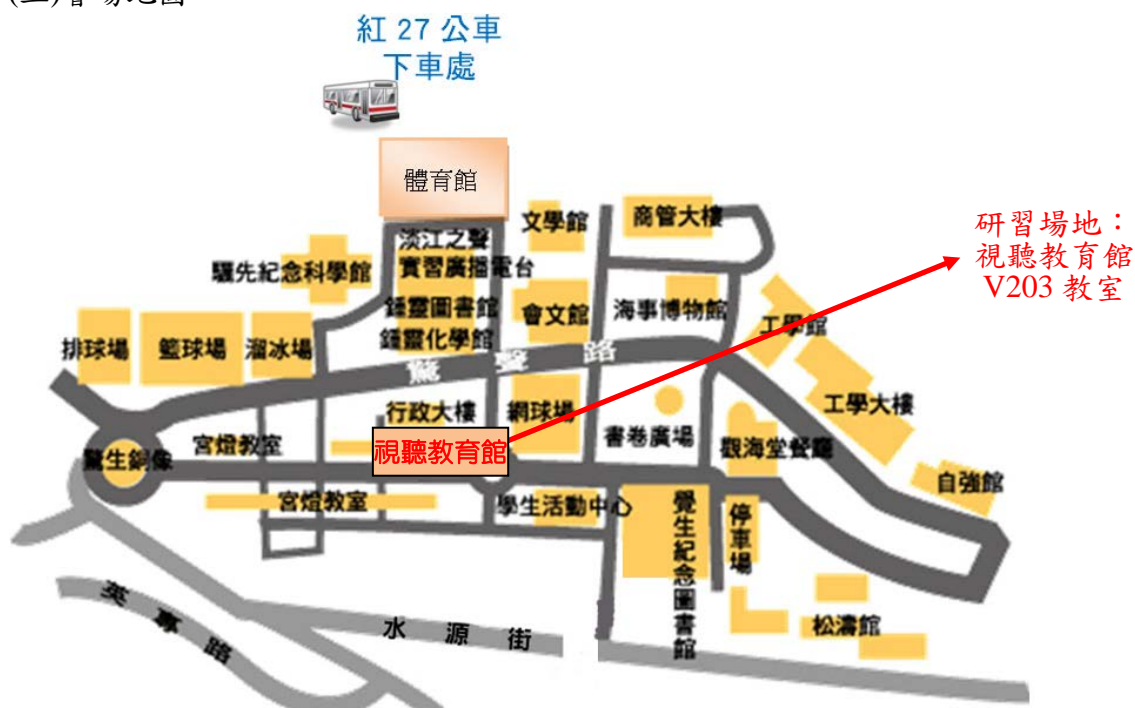 會場地圖
紅 27 公車
下車處
體育館
文學館
商管大樓
研習場地：
視聽教育館
V203 教室
淡江之聲
實習廣播電台
騮先紀念科學館
鍾靈圖書館
會文館
海事博物館
鍾靈化學館
工學館
排球場
籃球場
溜冰場
驚聲路
行政大樓
網球場
工學大樓
宮燈教室
視聽教育館
書卷廣場
觀海堂餐廳
驚生銅像
自強館
宮燈教室
學生活動中心
覺生紀念圖書館
停車場
英專路
水源街
松濤館